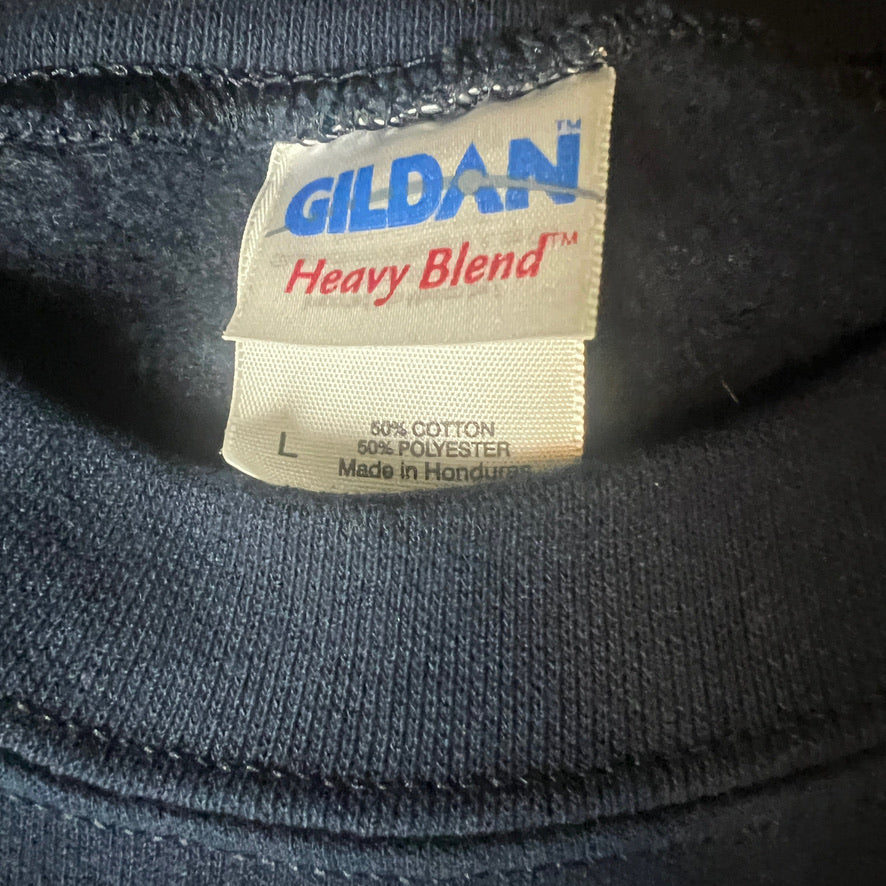 GILDAN™
Heavy Blend™
50% COTTON
L 50% POLYESTER
Made in Honduras